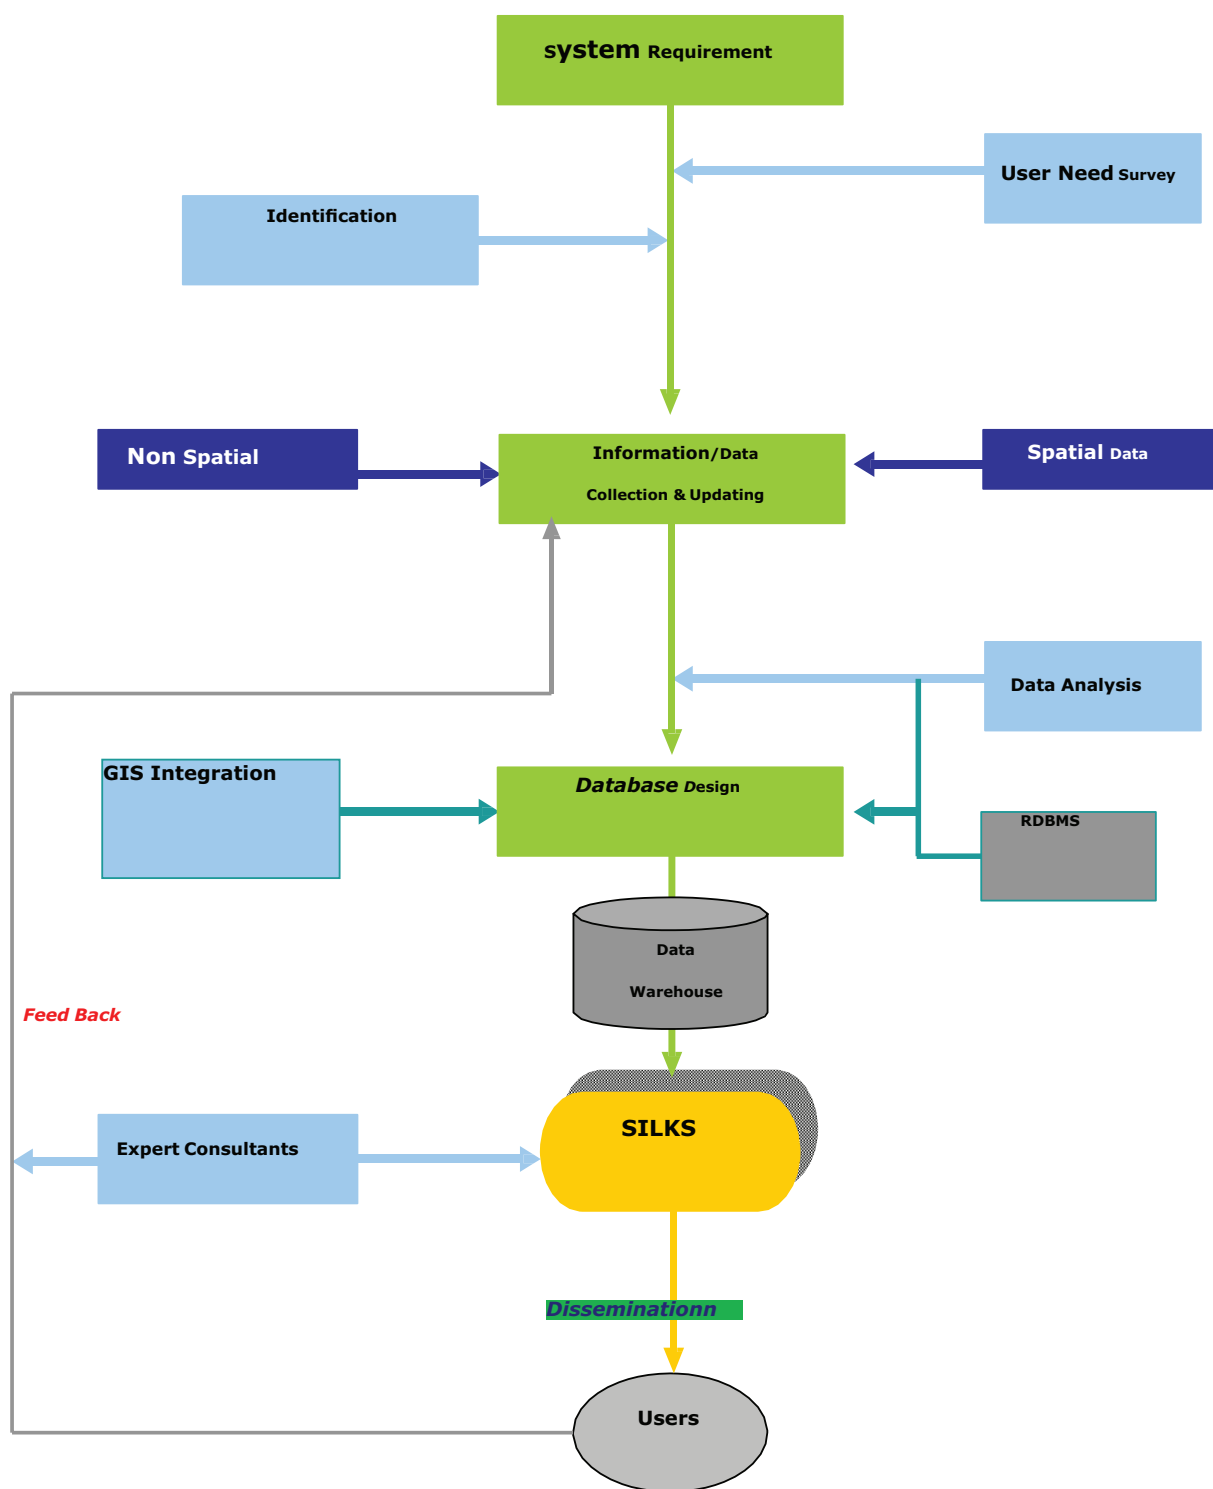 system Requirement
User Need Survey
Identification
Non Spatial
Information/Data
Collection & Updating
Spatial Data
Data Analysis
GIS Integration
Database Design
RDBMS
Data
Warehouse
Feed Back
Expert Consultants
SILKS
Disseminationn
Users